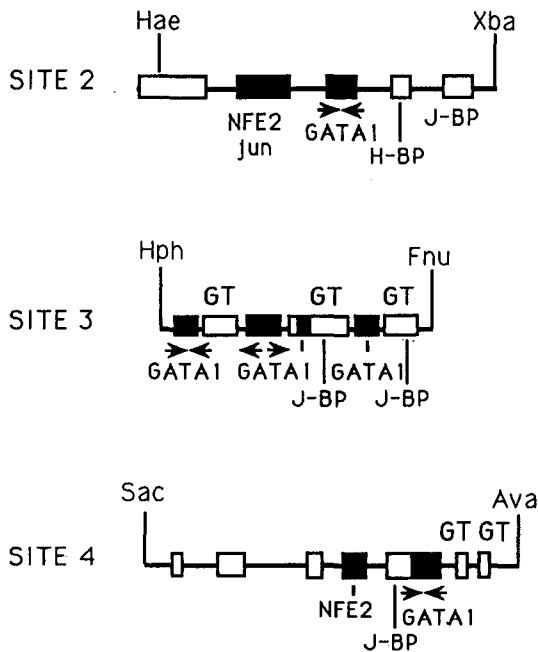 Hae Xba
SITE 2
NFE2 GATA1 J-BP
jun H-BP
Hph Fnu
GT GT GT
SITE 3
GATA1 GATA1 GATA1
J-BP J-BP
Sac Ava
GT GT
SITE 4
NFE2 GATA1
J-BP